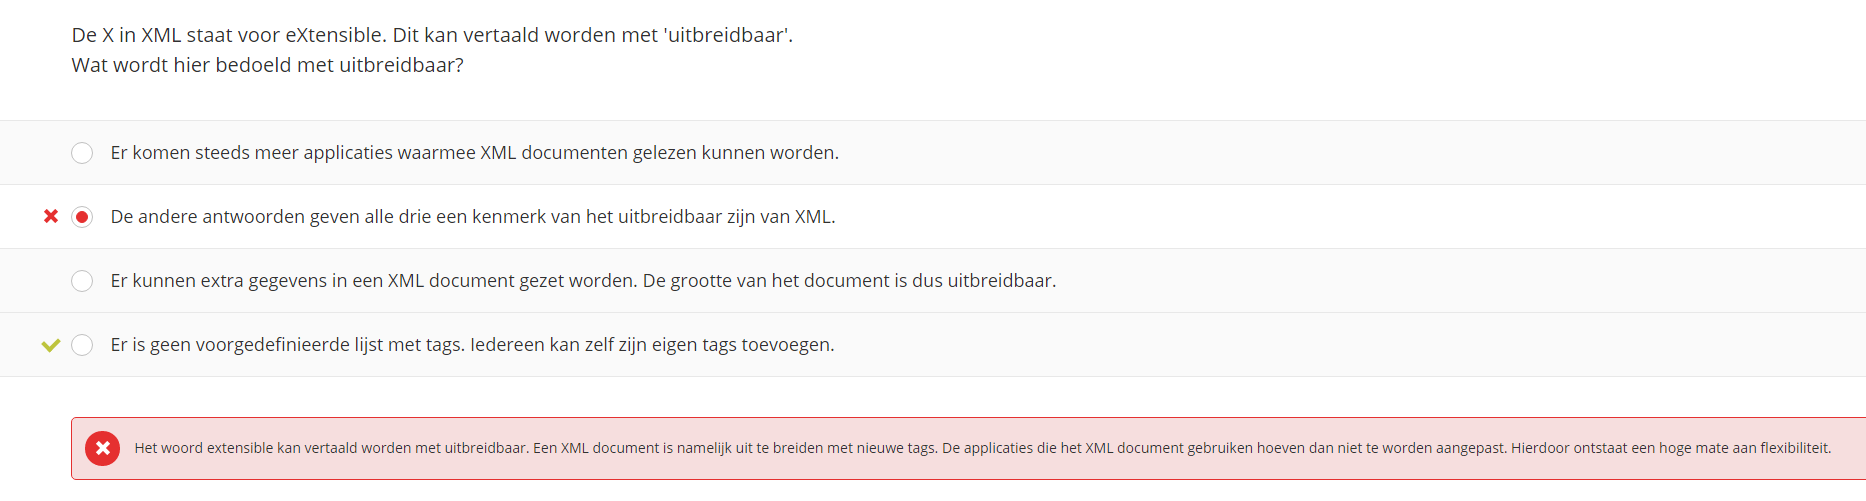 De X in XML staat voor eXtensible. Dit kan vertaald worden met 'uitbreidbaar'.
Wat wordt hier bedoeld met uitbreidbaar?
Er komen steeds meer applicaties waarmee XML documenten gelezen kunnen worden.
De andere antwoorden geven alle drie een kenmerk van het uitbreidbaar zijn van XML.
Er kunnen extra gegevens in een XML document gezet worden. De grootte van het document is dus uitbreidbaar.
Er is geen voorgedefinieerde lijst met tags. Iedereen kan zelf zijn eigen tags toevoegen.
Het woord extensible kan vertaald worden met uitbreidbaar. Een XML document is namelijk uit te breiden met nieuwe tags. De applicaties die het XML document gebruiken hoeven dan niet te worden aangepast. Hierdoor ontstaat een hoge mate aan flexibiliteit.